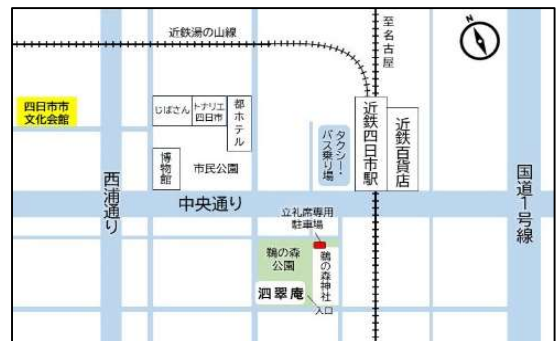 近鉄湯の山線
至名古屋
N
四日市市
文化会館
じばさん
トナリエ
四日市
都ホテル
博物館
市民公園
タクシー・
バス乗り場
近鉄四日市駅
近鉄百貨店
西浦通り
中央通り
国道1号線
立礼席専用
駐車場
鵜の森
公園
鵜の森神社
泗翠庵
入口